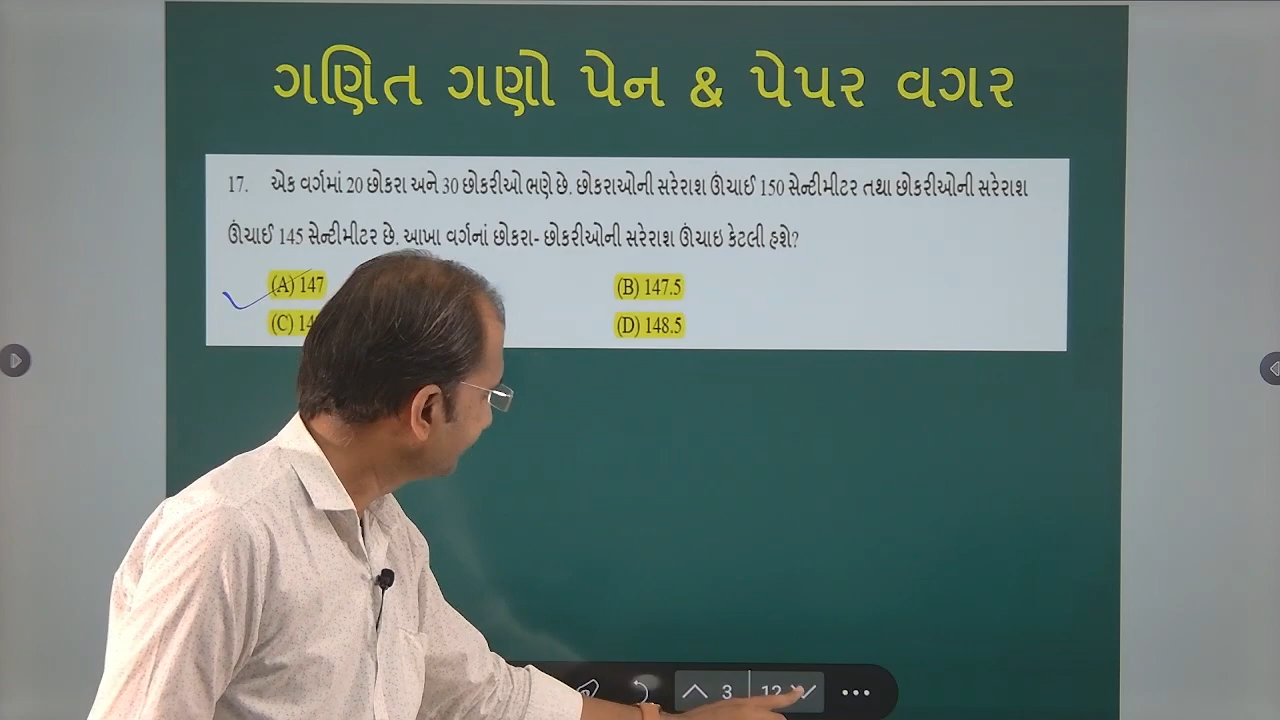 ગણિત ગણો પેન & પેપર વગર
17. એક વર્ગમાં 20 છોકરા અને 30 છોકરીઓ ભણે છે. છોકરાઓની સરેરાશ ઊંચાઈ 150 સેન્ટીમીટર તથા છોકરીઓની સરેરાશ
ઊંચાઈ 145 સેન્ટીમીટર છે. આખા વર્ગનાં છોકરા- છોકરીઓની સરેરાશ ઊંચાઇ કેટલી હશે?
(A) 147 (B) 147.5
(C) (D) 148.5
3 12